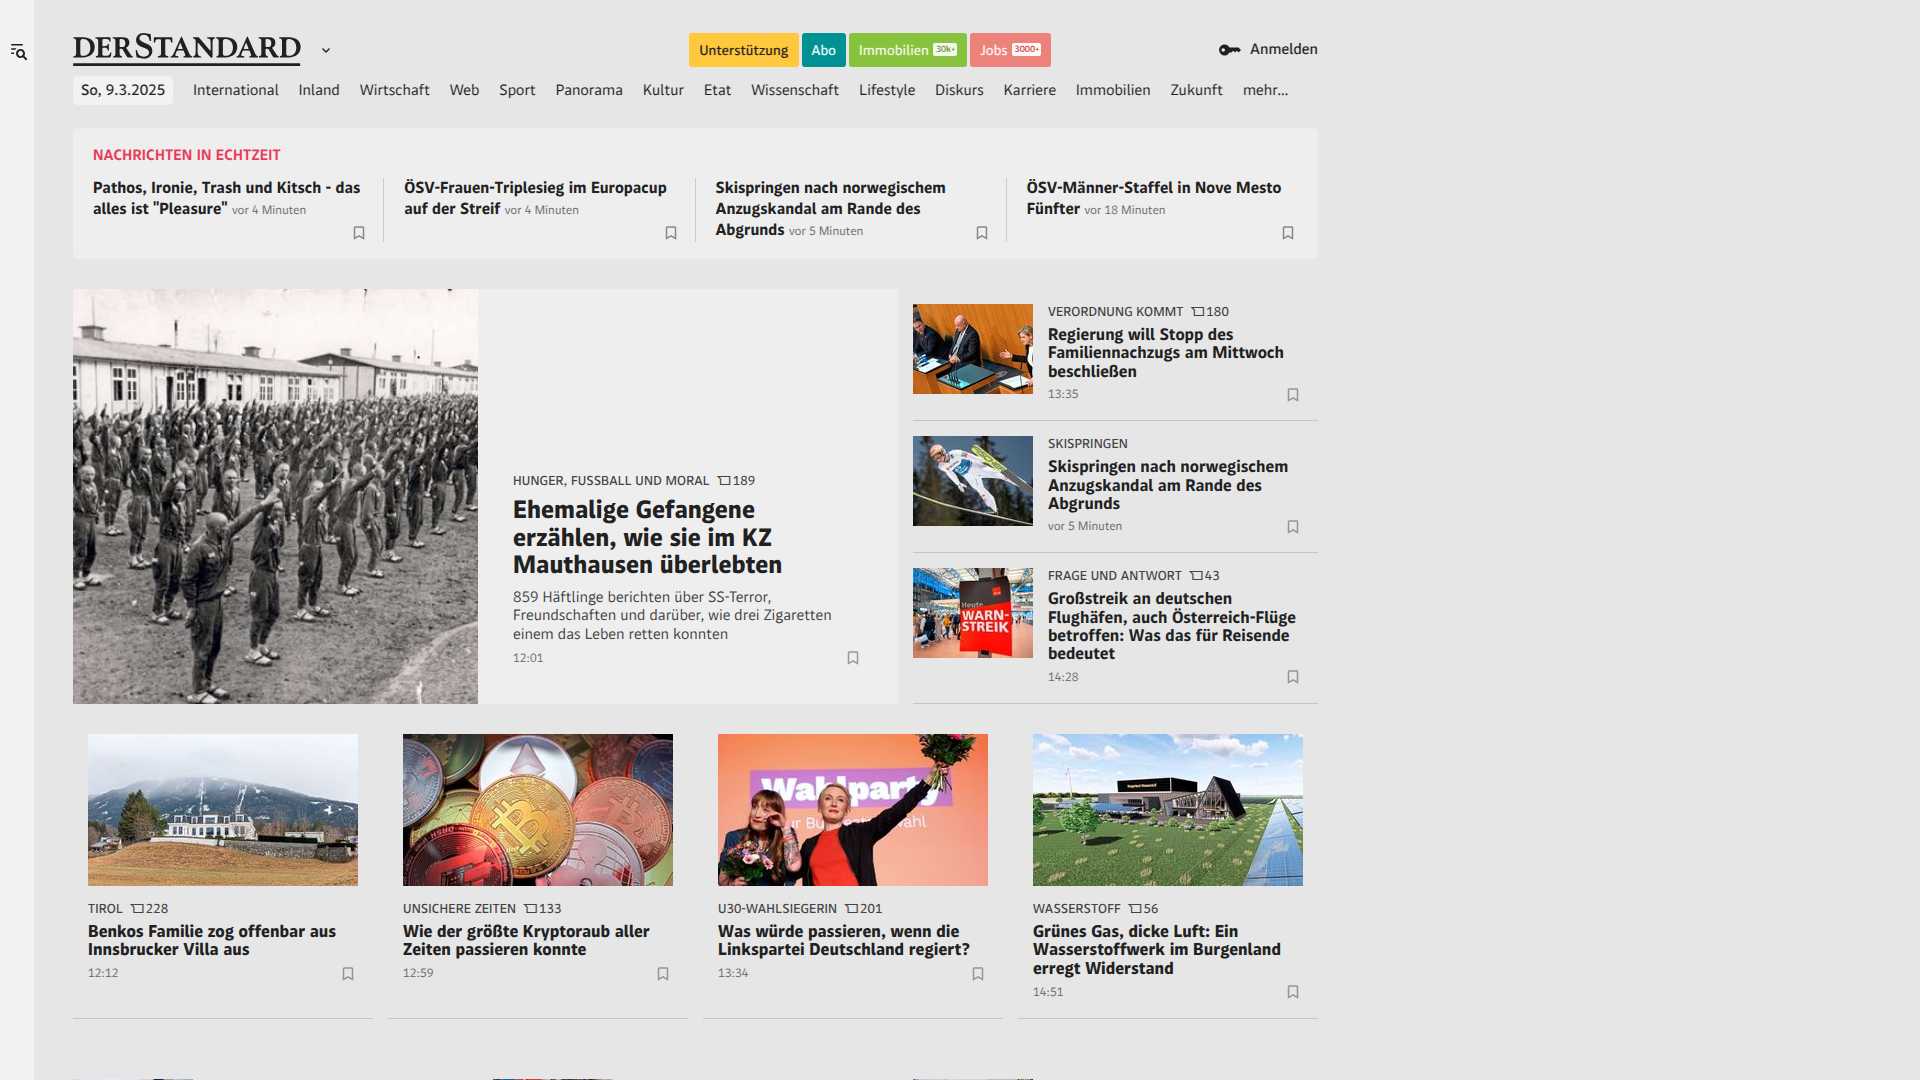 DERSTANDARD
Unterstützung
Abo
Immobilien 30k+
Jobs 3000+
Anmelden
So, 9.3.2025
International
Inland
Wirtschaft
Web
Sport
Panorama
Kultur
Etat
Wissenschaft
Lifestyle
Diskurs
Karriere
Immobilien
Zukunft
mehr...
NACHRICHTEN IN ECHTZEIT
Pathos, Ironie, Trash und Kitsch - das
alles ist "Pleasure" vor 4 Minuten
ÖSV-Frauen-Triplesieg im Europacup
auf der Streif vor 4 Minuten
Skispringen nach norwegischem
Anzugskandal am Rande des
Abgrunds vor 5 Minuten
ÖSV-Männer-Staffel in Nove Mesto
Fünfter vor 18 Minuten
HUNGER, FUSSBALL UND MORAL 189
Ehemalige Gefangene
erzählen, wie sie im KZ
Mauthausen überlebten
859 Häftlinge berichten über SS-Terror,
Freundschaften und darüber, wie drei Zigaretten
einem das Leben retten konnten
12:01
VERORDNUNG KOMMT 180
Regierung will Stopp des
Familiennachzugs am Mittwoch
beschließen
13:35
SKISPRINGEN
Skispringen nach norwegischem
Anzugskandal am Rande des
Abgrunds
vor 5 Minuten
Heute
WARN-
STREIK
FRAGE UND ANTWORT 43
Großstreik an deutschen
Flughäfen, auch Österreich-Flüge
betroffen: Was das für Reisende
bedeutet
14:28
TIROL 228
Benkos Familie zog offenbar aus
Innsbrucker Villa aus
12:12
UNSICHERE ZEITEN 133
Wie der größte Kryptoraub aller
Zeiten passieren konnte
12:59
Wahlparty
U30-WAHLSIEGERIN 201
Was würde passieren, wenn die
Linkspartei Deutschland regiert?
13:34
WASSERSTOFF 56
Grünes Gas, dicke Luft: Ein
Wasserstoffwerk im Burgenland
erregt Widerstand
14:51